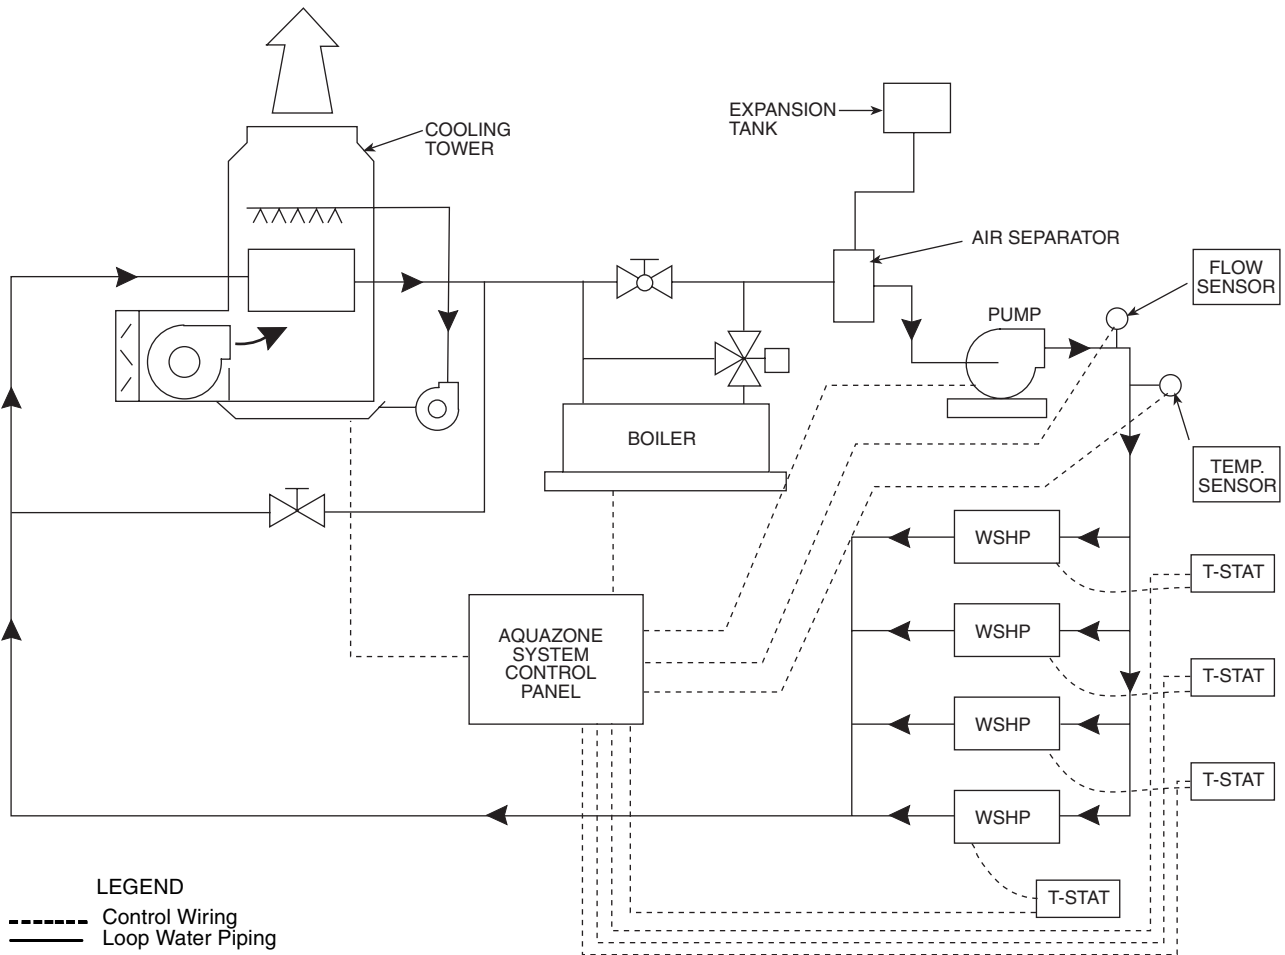 EXPANSION
TANK
COOLING
TOWER
AIR SEPARATOR
FLOW
SENSOR
PUMP
BOILER
TEMP.
SENSOR
WSHP
T-STAT
AQUAZONE
SYSTEM
CONTROL
PANEL
WSHP
T-STAT
WSHP
T-STAT
WSHP
T-STAT
LEGEND
Control Wiring
Loop Water Piping